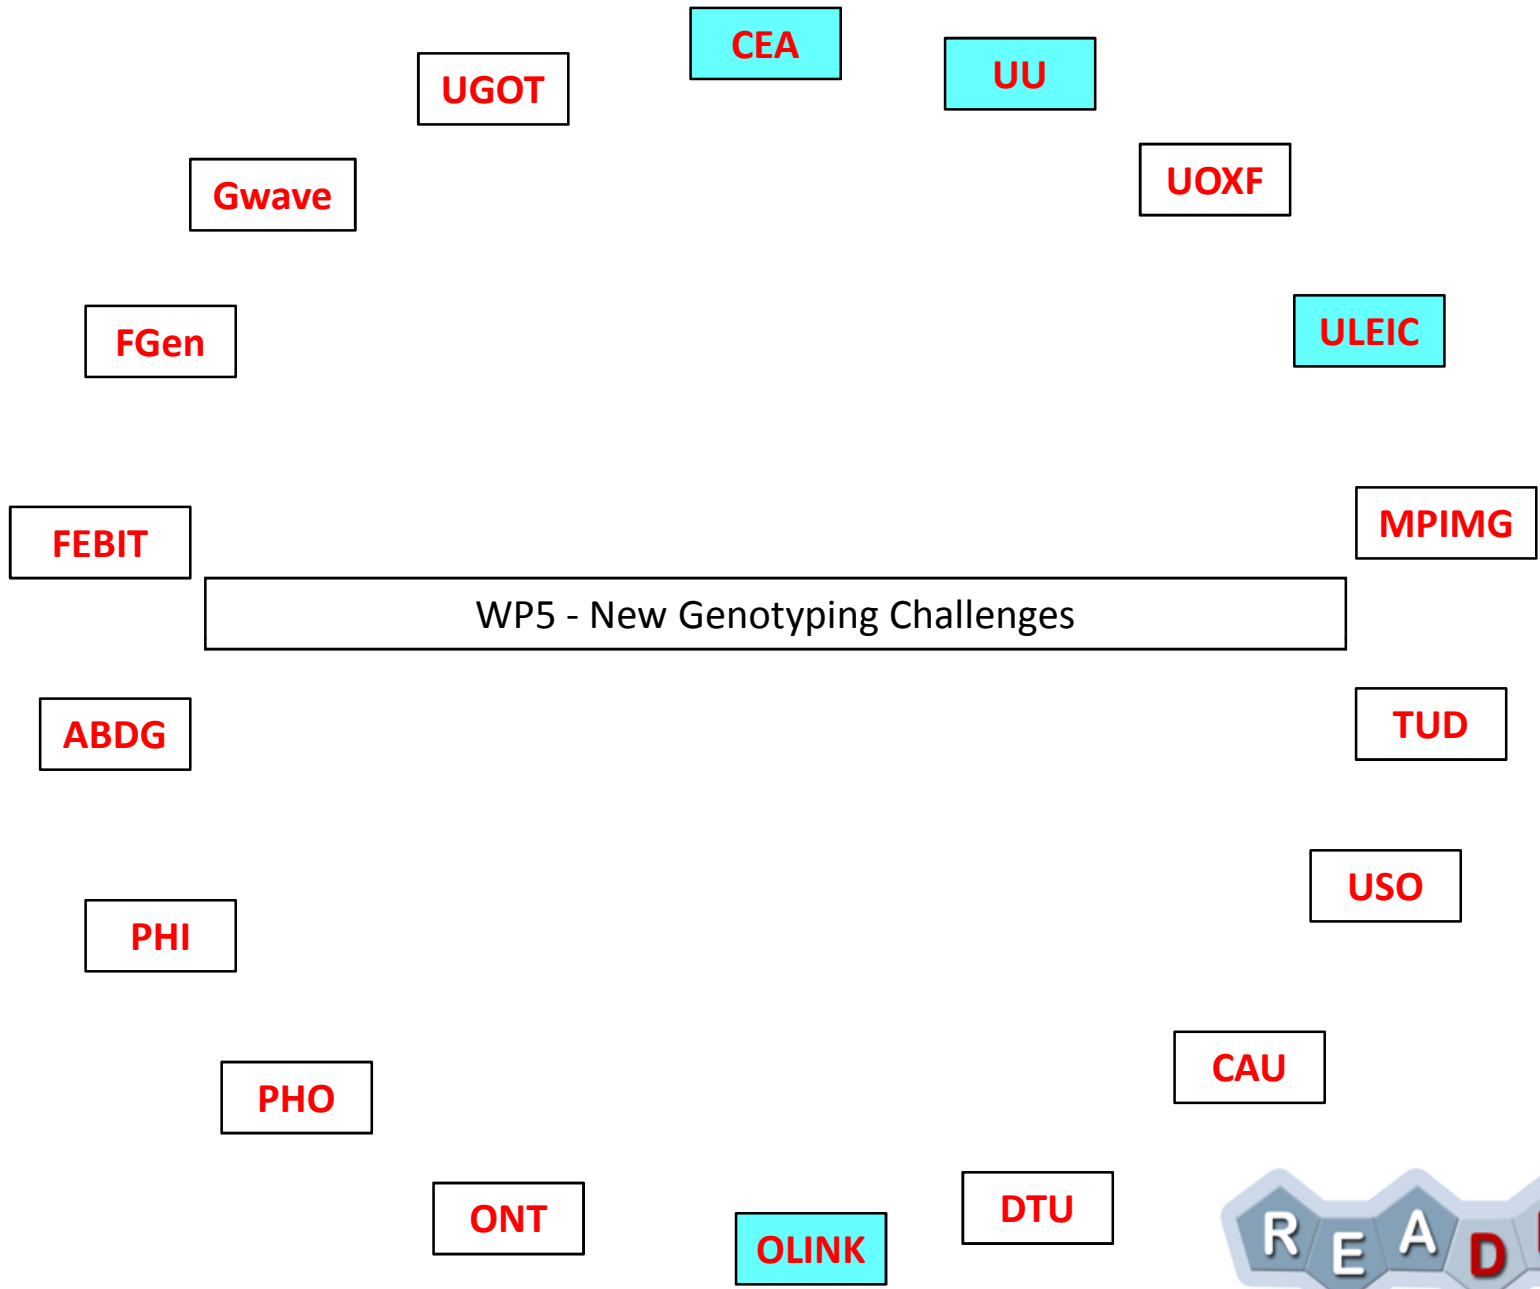 CEA
UU
UGOT
UOXF
Gwave
ULEIC
FGen
MPIMG
FEBIT
WP5 - New Genotyping Challenges
TUD
ABDG
USO
PHI
CAU
PHO
DTU
ONT
OLINK
READ